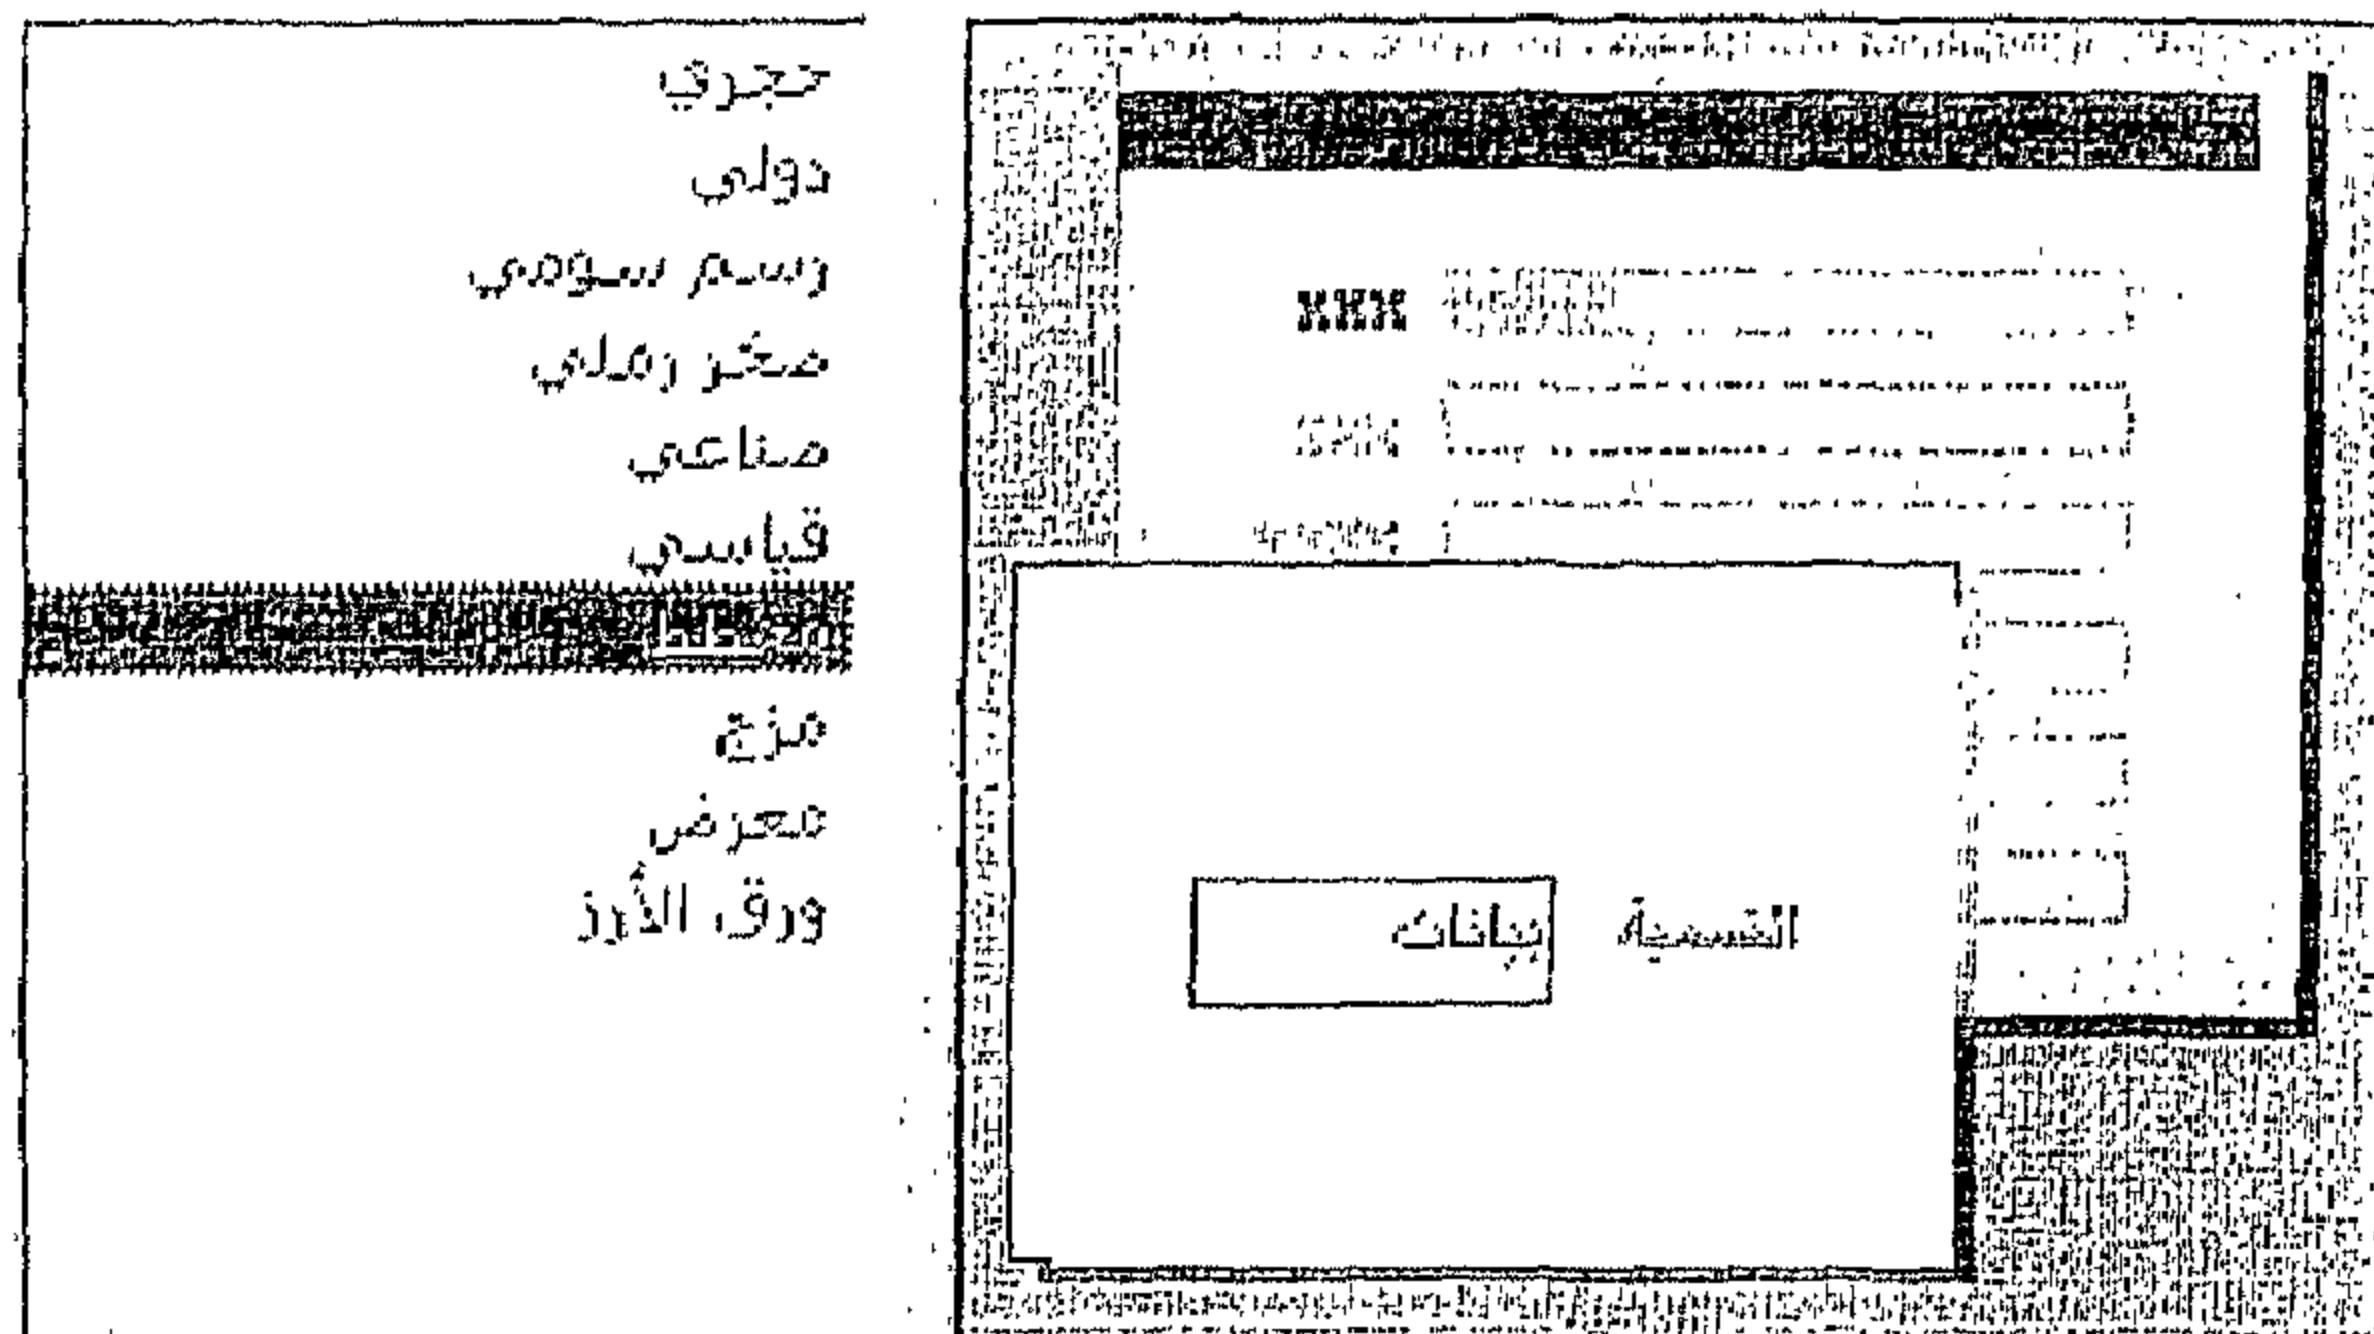 حجري
دولي
رسم سومي
صخر رملي
صناعي
قياسي
مزج
معرض
ورق الأرز
التسمية
بيانات